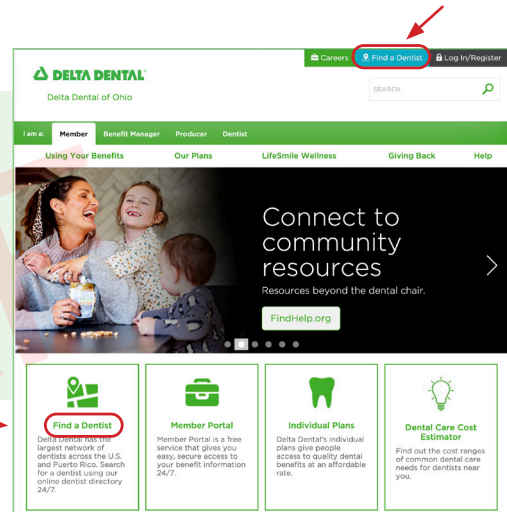 Careers Find a Dentist Log In/Register
DELTA DENTAL®
Delta Dental of Ohio
SEARCH
I am a: Member Benefit Manager Producer Dentist
Using Your Benefits Our Plans LifeSmile Wellness Giving Back Help
Connect to
community
resources
Resources beyond the dental chair.
FindHelp.org
Find a Dentist
Delta Dental has the
largest network of
dentists across the U.S.
and Puerto Rico. Search
for a dentist using our
online dentist directory
24/7.
Member Portal
Member Portal is a free
service that gives you
easy, secure access to
your benefit information
24/7.
Individual Plans
Delta Dental's individual
plans give people
access to quality dental
benefits at an affordable
rate.
Dental Care Cost
Estimator
Find out the cost ranges
of common dental care
needs for dentists near
you.